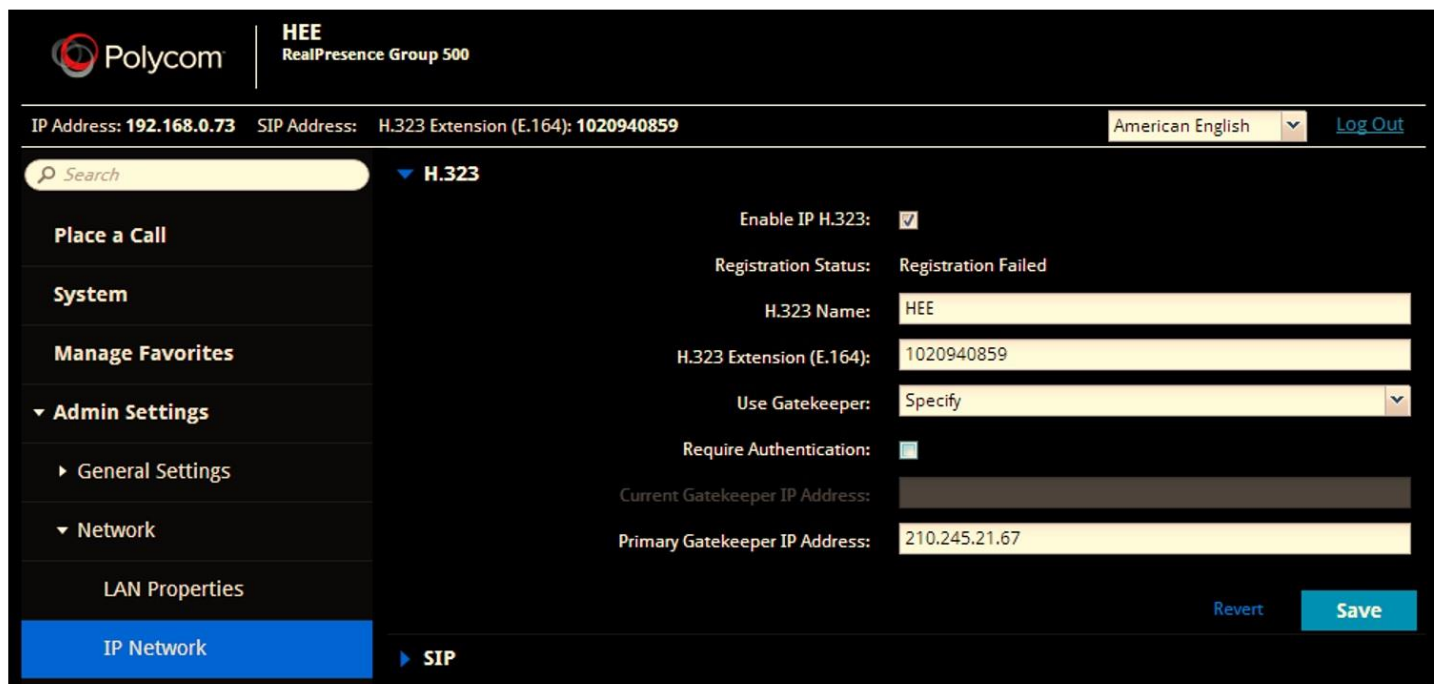 Polycom
HEE
RealPresence Group 500
IP Address: 192.168.0.73 SIP Address: H.323 Extension (E.164): 1020940859
American English
Log Out
Search
Place a Call
System
Manage Favorites
Admin Settings
General Settings
Network
LAN Properties
IP Network
H.323
Enable IP H.323:
Registration Status: Registration Failed
H.323 Name: HEE
H.323 Extension (E.164): 1020940859
Use Gatekeeper: Specify
Require Authentication:
Current Gatekeeper IP Address:
Primary Gatekeeper IP Address: 210.245.21.67
Revert Save
SIP